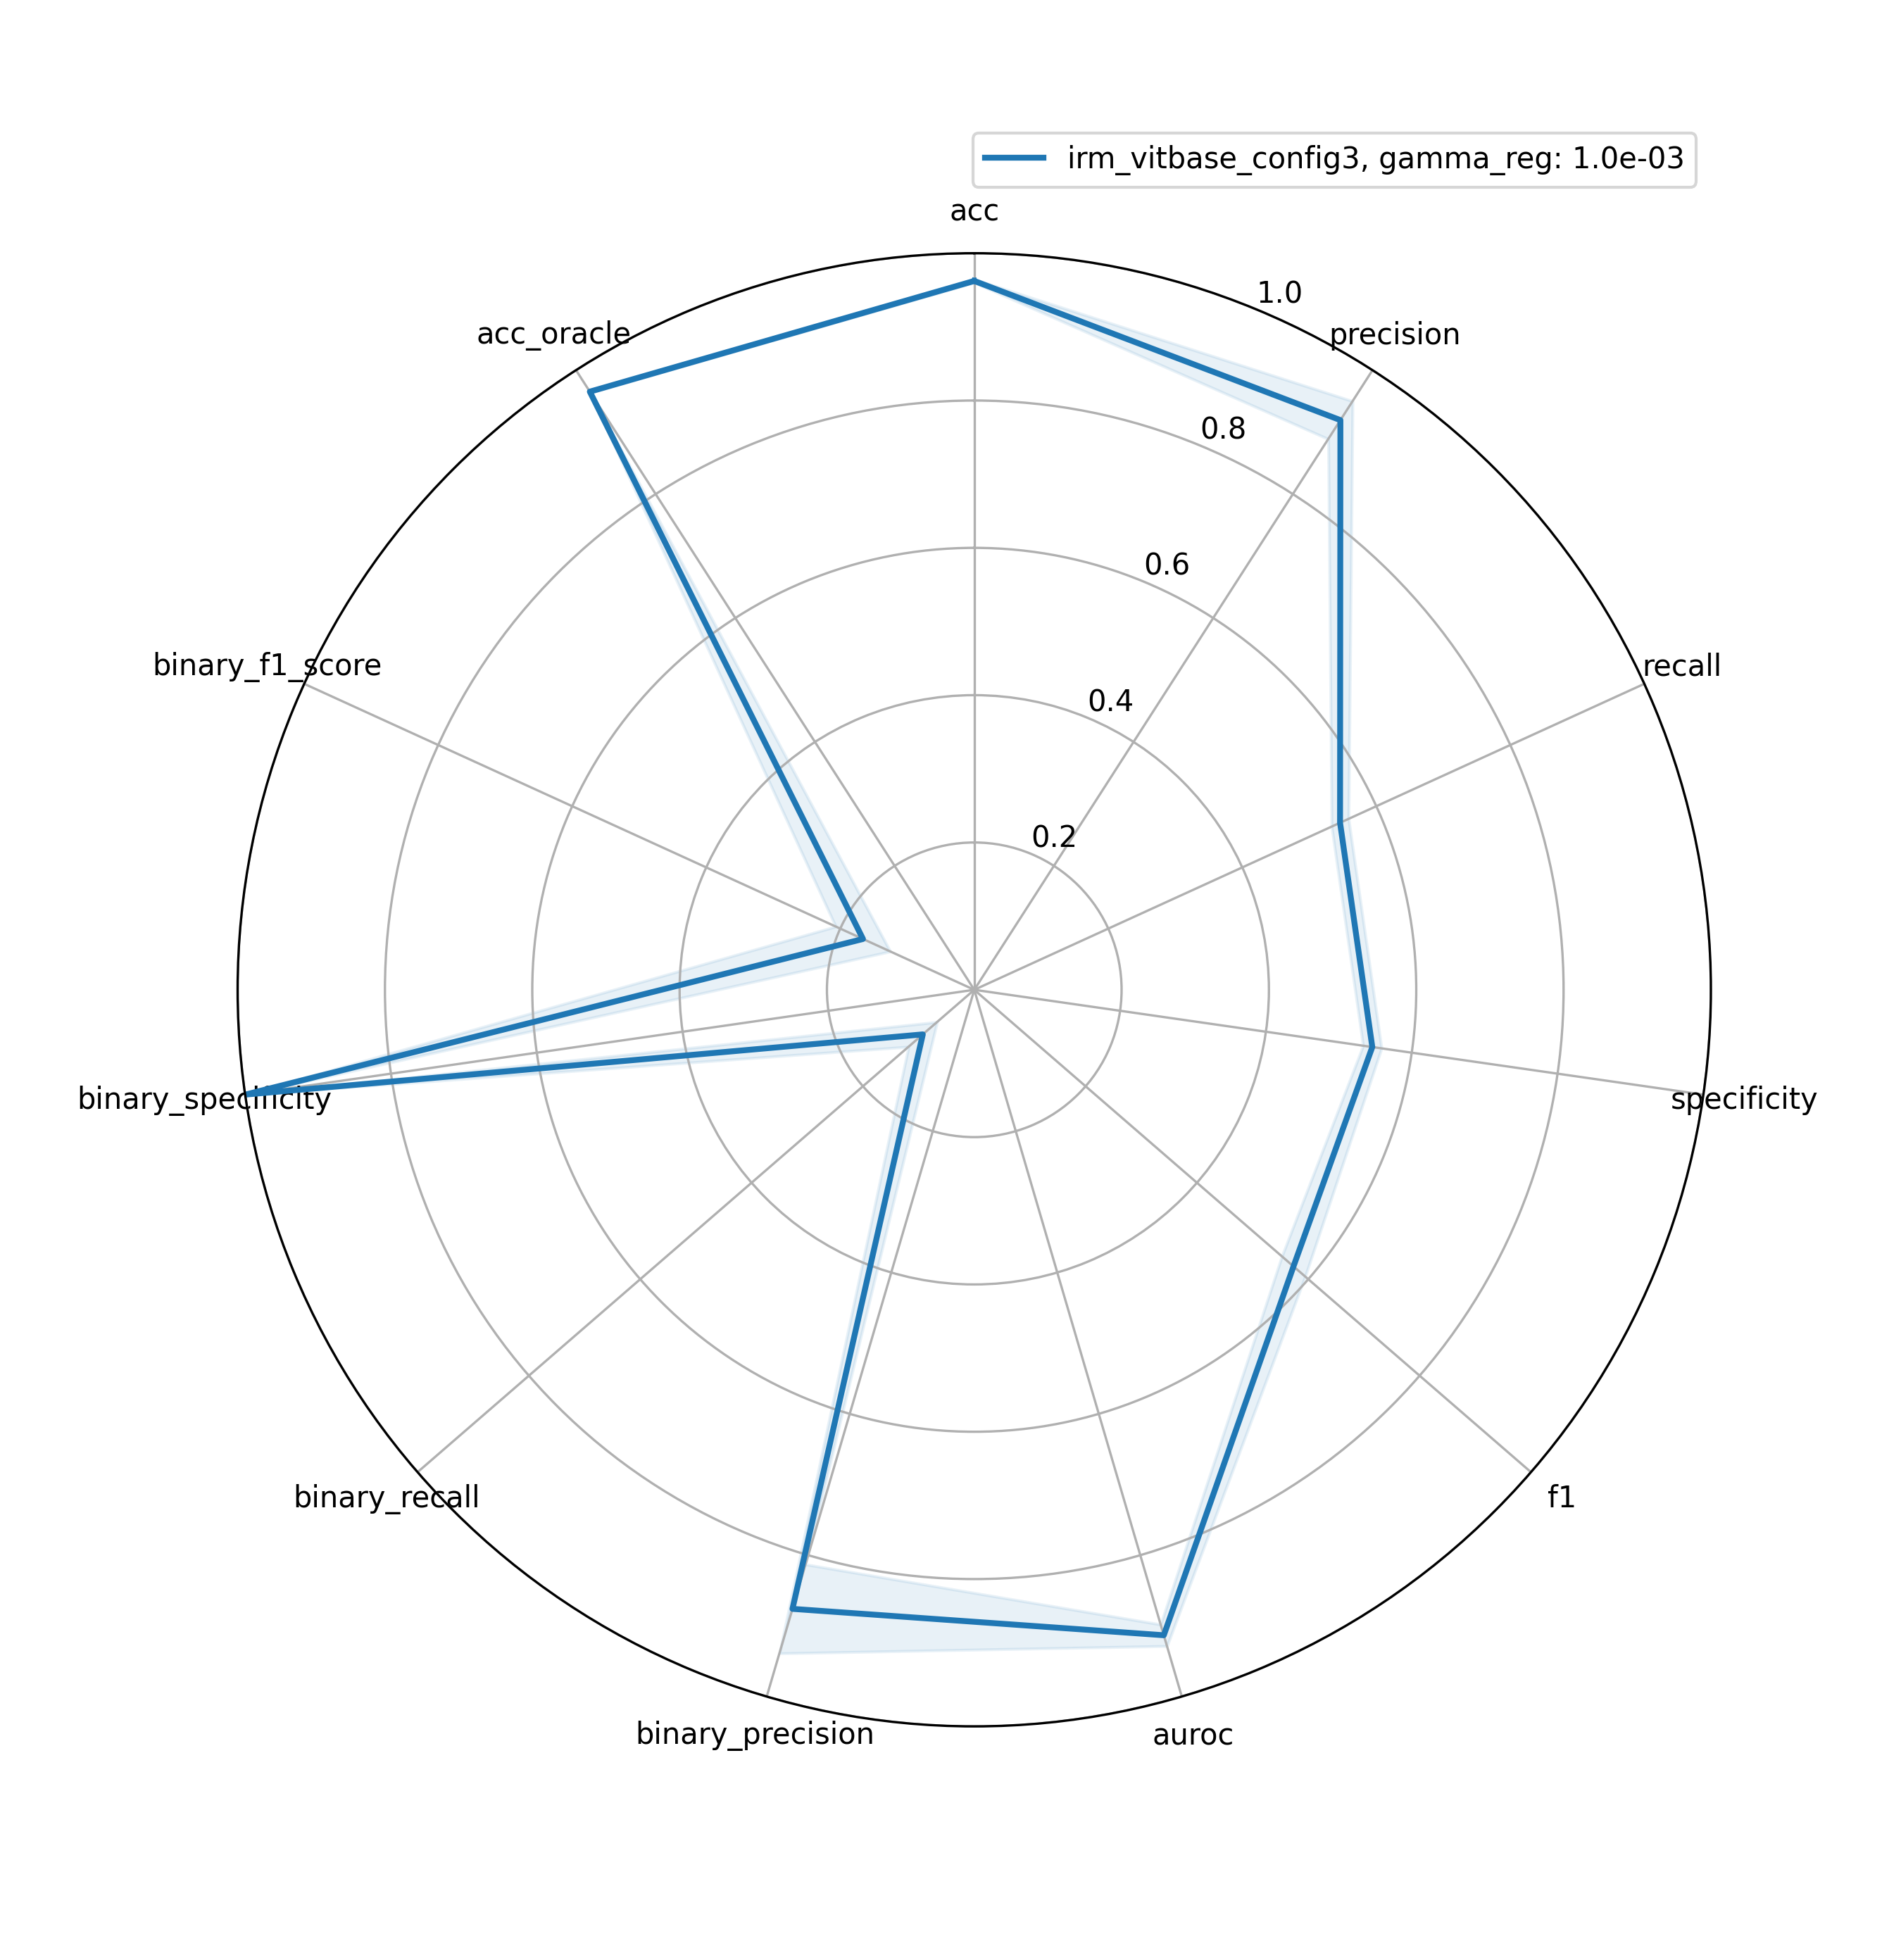 irm_vitbase_config3, gamma_reg: 1.0e-03
acc
1.0
acc_oracle
precision
0.8
0.6
binary_f1_score
recall
0.4
0.2
binary_specificity
specificity
binary_recall
f1
binary_precision
auroc